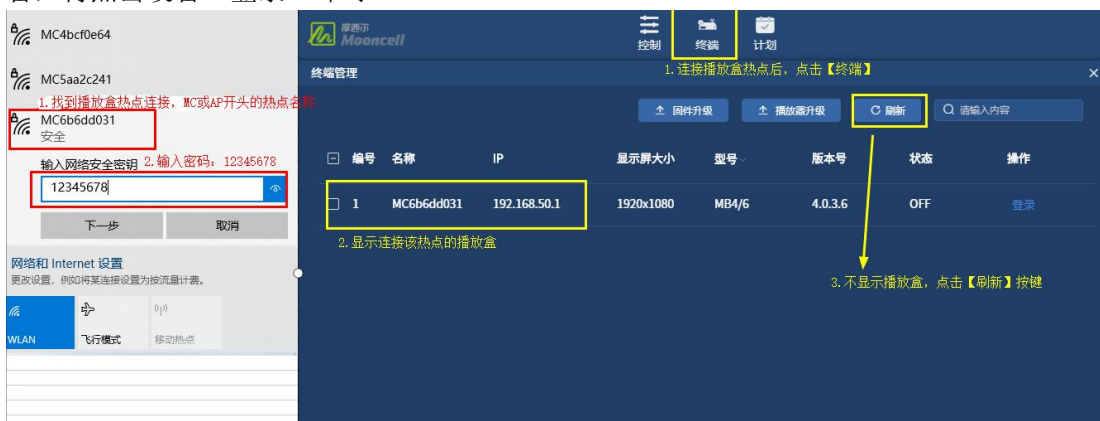 MC4bcf0e64
MC5aa2c241
1.找到播放盒热点连接，MC或AP开头的热点名称
MC6b6dd031
安全
输入网络安全密钥 2.输入密码：12345678
12345678
下一步 取消
网络和 Internet 设置
更改设置，例如将某连接设置为按流量计费。
WLAN 飞行模式 移动热点
摩西尔
Mooncell
控制 终端 计划
1.连接播放盒热点后，点击【终端】
终端管理 ×
固件升级 播放器升级 刷新 请输入内容
编号 名称 IP 显示屏大小 型号 版本号 状态 操作
1 MC6b6dd031 192.168.50.1 1920x1080 MB4/6 4.0.3.6 OFF 登录
2.显示连接该热点的播放盒
3.不显示播放盒，点击【刷新】按键